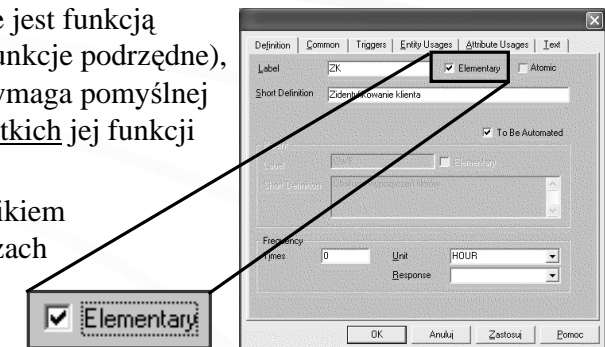 e jest funkcją
unkcje podrzędne),
ymaga pomyślnej
tkich jej funkcji
ikiem
zach
Definition Common Triggers Entity Usages Attribute Usages Text
Label ZK Elementary Atomic
Short Definition Zidentyfikowanie klienta
To Be Automated
Label Elementary
Short Definition
Frequency
Times 0 Unit HOUR
Response
OK Anuluj Zastosuj Pomoc
Elementary